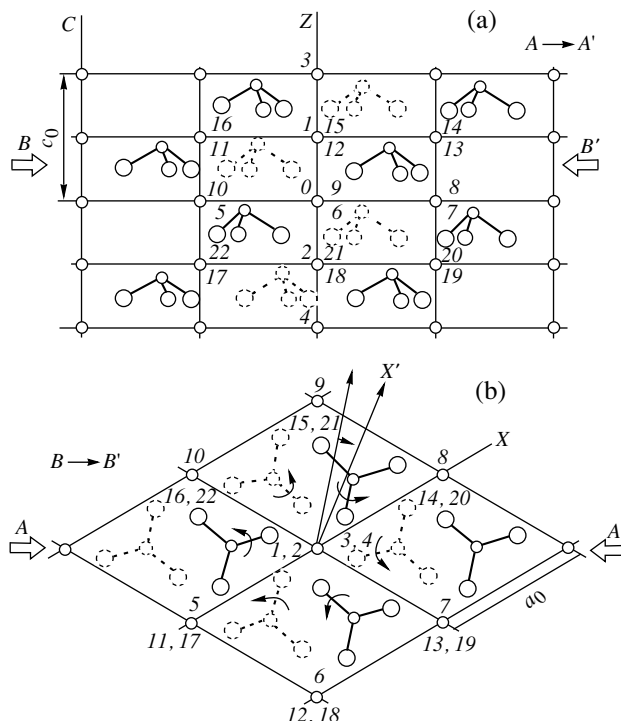 C Z (a) A → A'
3
16 1 15 14
c0
B 11 12 13 B'
10 0 9 8
5 6 7
22 2 21 20
17 18 19
4
(b)
X'
9
B → B' 15, 21 X
10 8
16, 22 14, 20
A 1, 2 3, 4 A
5 7 a0
11, 17 13, 19
6
12, 18